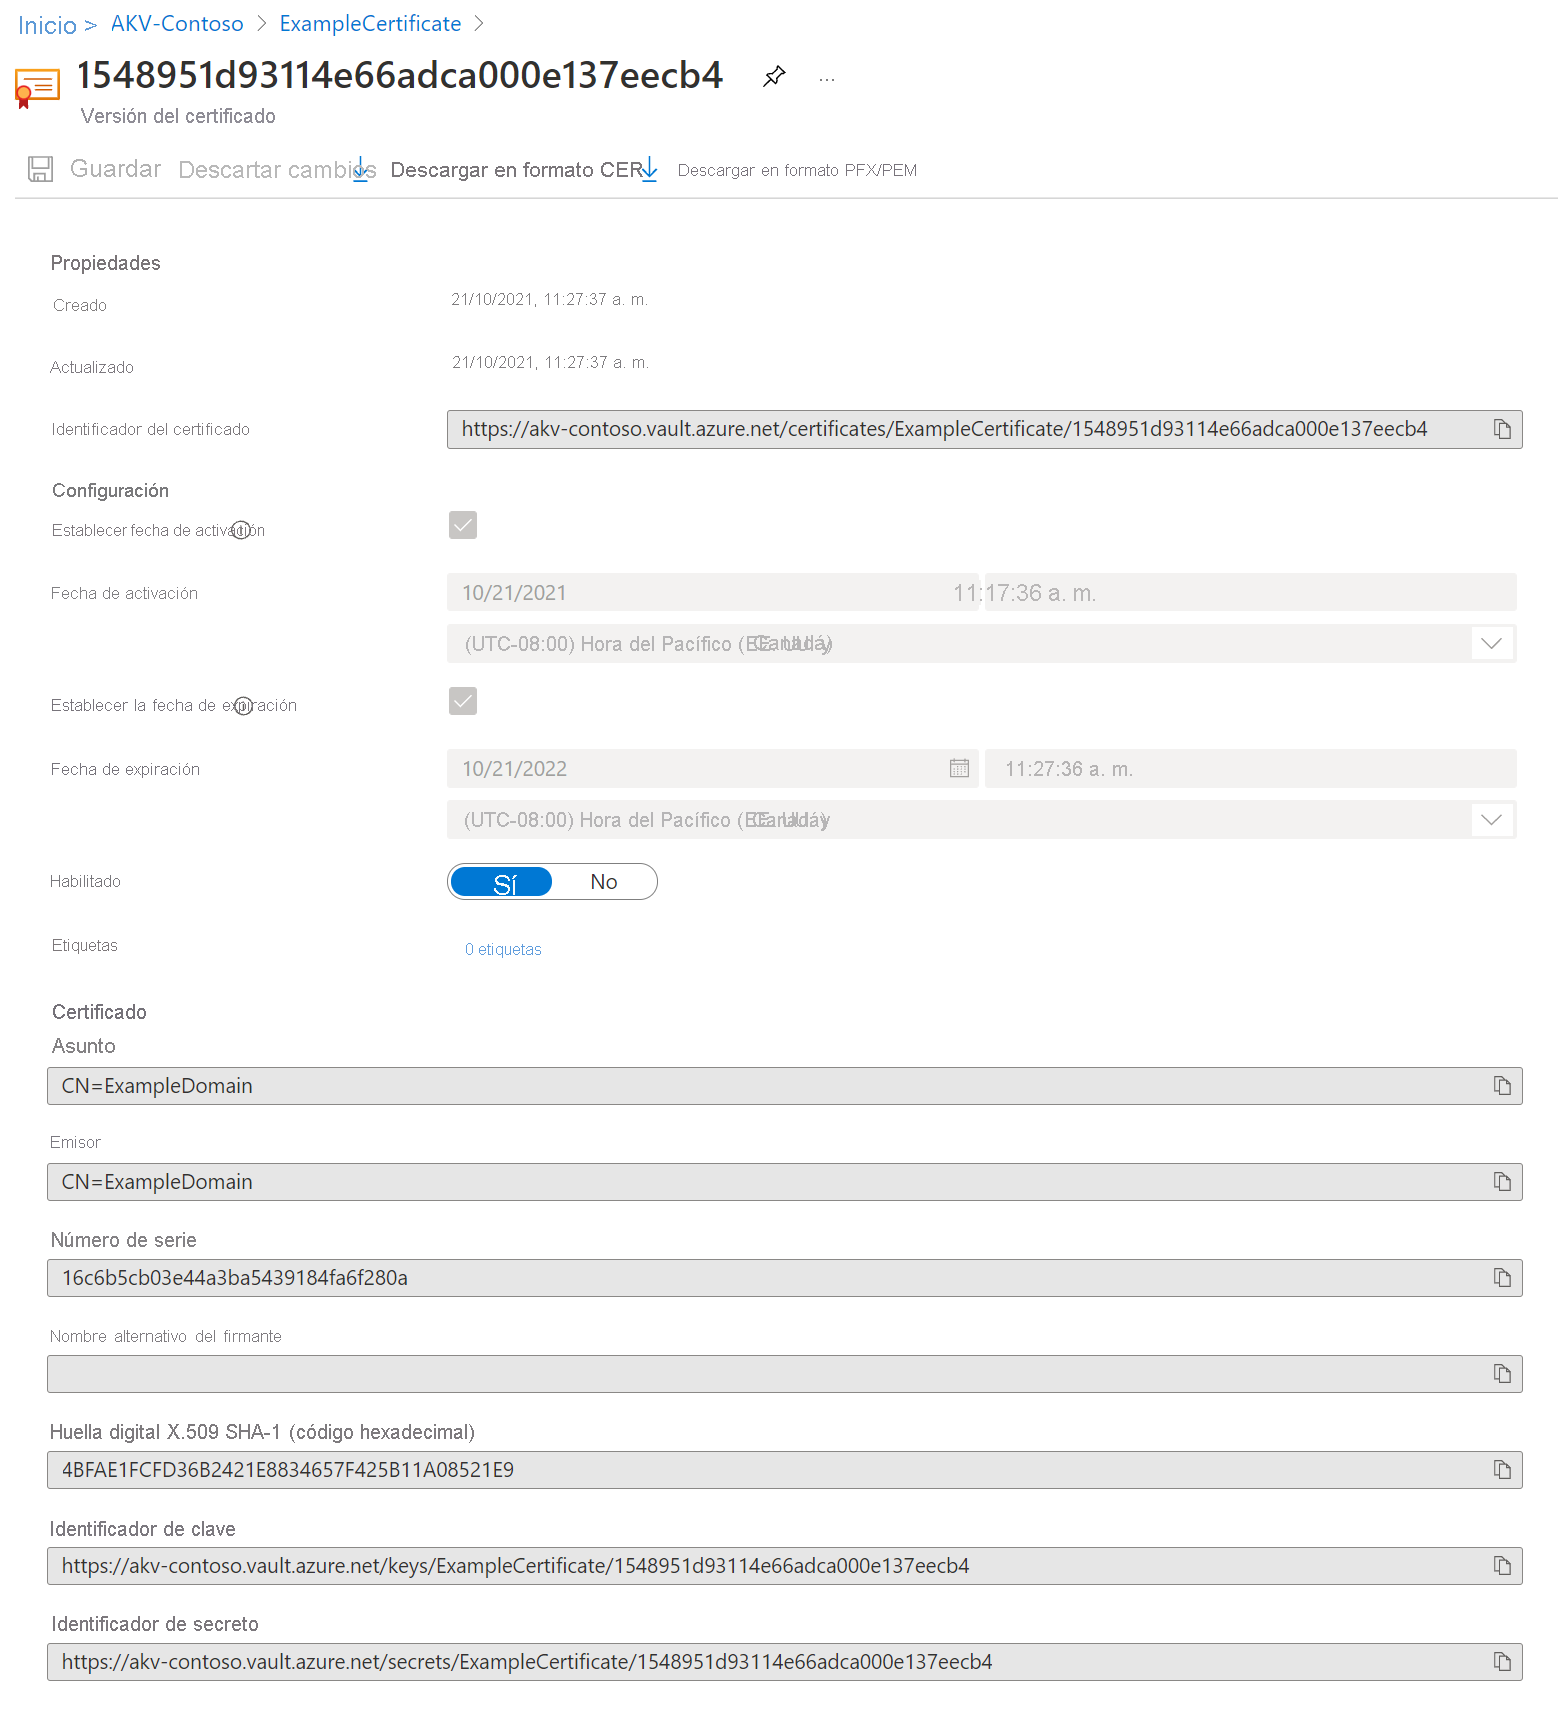 Inicio > AKV-Contoso > ExampleCertificate >
1548951d93114e66adca000e137eecb4 ...
Versión del certificado
Guardar Descartar cambios Descargar en formato CER Descargar en formato PFX/PEM
Propiedades
Creado 21/10/2021, 11:27:37 a. m.
Actualizado 21/10/2021, 11:27:37 a. m.
Identificador del certificado https://akv-contoso.vault.azure.net/certificates/ExampleCertificate/1548951d93114e66adca000e137eecb4
Configuración
Establecer fecha de activación
Fecha de activación 10/21/2021 11:17:36 a. m.
(UTC-08:00) Hora del Pacífico (EE. UU. y Canadá)
Establecer la fecha de expiración
Fecha de expiración 10/21/2022 11:27:36 a. m.
(UTC-08:00) Hora del Pacífico (EE. UU. y Canadá)
Habilitado Sí No
Etiquetas 0 etiquetas
Certificado
Asunto
CN=ExampleDomain
Emisor
CN=ExampleDomain
Número de serie
16c6b5cb03e44a3ba5439184fa6f280a
Nombre alternativo del firmante
Huella digital X.509 SHA-1 (código hexadecimal)
4BFAE1FCFD36B2421E8834657F425B11A08521E9
Identificador de clave
https://akv-contoso.vault.azure.net/keys/ExampleCertificate/1548951d93114e66adca000e137eecb4
Identificador de secreto
https://akv-contoso.vault.azure.net/secrets/ExampleCertificate/1548951d93114e66adca000e137eecb4